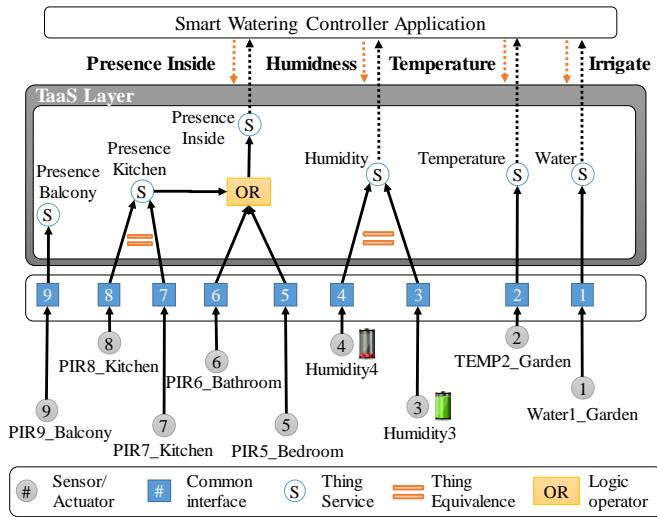 Smart Watering Controller Application
Presence Inside
Humidness
Temperature
Irrigate
TaaS Layer
Presence
Inside
S
Presence
Kitchen
S
Presence
Balcony
S
OR
Humidity
S
Temperature
S
Water
S
9
8
7
6
5
4
3
2
1
8
PIR8_Kitchen
6
PIR6_Bathroom
4
Humidity4
2
TEMP2_Garden
9
PIR9_Balcony
7
PIR7_Kitchen
5
PIR5_Bedroom
3
Humidity3
1
Water1_Garden
#
Sensor/
Actuator
#
Common
interface
S
Thing
Service
Thing
Equivalence
OR
Logic
operator